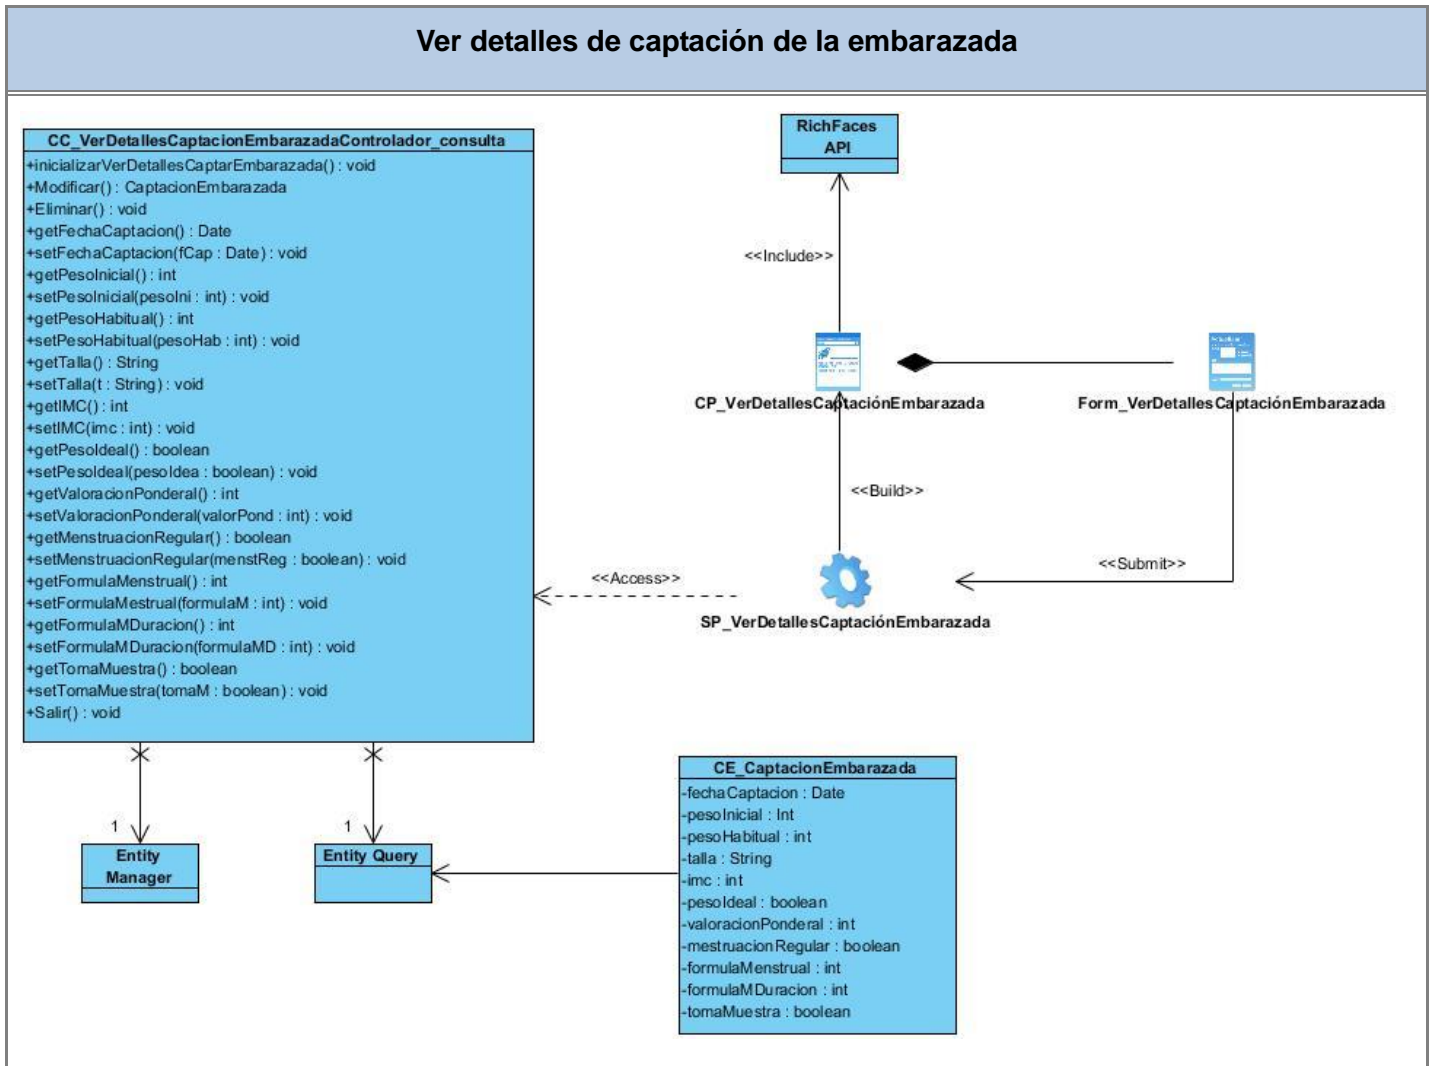 Ver detalles de captación de la embarazada
CC_VerDetallesCaptacionEmbarazadaControlador_consulta
+inicializarVerDetallesCaptarEmbarazada() : void
+Modificar() : CaptacionEmbarazada
+Eliminar() : void
+getFechaCaptacion() : Date
+setFechaCaptacion(fCap : Date) : void
+getPesoInicial() : int
+setPesoInicial(pesoIni : int) : void
+getPesoHabitual() : int
+setPesoHabitual(pesoHab : int) : void
+getTalla() : String
+setTalla(t : String) : void
+getIMC() : int
+setIMC(imc : int) : void
+getPesoIdeal() : boolean
+setPesoIdeal(pesoIdea : boolean) : void
+getValoracionPonderal() : int
+setValoracionPonderal(valorPond : int) : void
+getMenstruacionRegular() : boolean
+setMenstruacionRegular(menstReg : boolean) : void
+getFormulaMenstrual() : int
+setFormulaMestrual(formulaM : int) : void
+getFormulaMDuracion() : int
+setFormulaMDuracion(formulaMD : int) : void
+getTomaMuestra() : boolean
+setTomaMuestra(tomaM : boolean) : void
+Salir() : void
RichFaces
API
<<Include>>
CP_VerDetallesCaptaciónEmbarazada
Form_VerDetallesCaptaciónEmbarazada
<<Build>>
<<Submit>>
<<Access>>
SP_VerDetallesCaptaciónEmbarazada
1
1
Entity
Manager
Entity Query
CE_CaptacionEmbarazada
-fechaCaptacion : Date
-pesoInicial : Int
-pesoHabitual : int
-talla : String
-imc : int
-pesoIdeal : boolean
-valoracionPonderal : int
-mestruacionRegular : boolean
-formulaMenstrual : int
-formulaMDuracion : int
-tomaMuestra : boolean